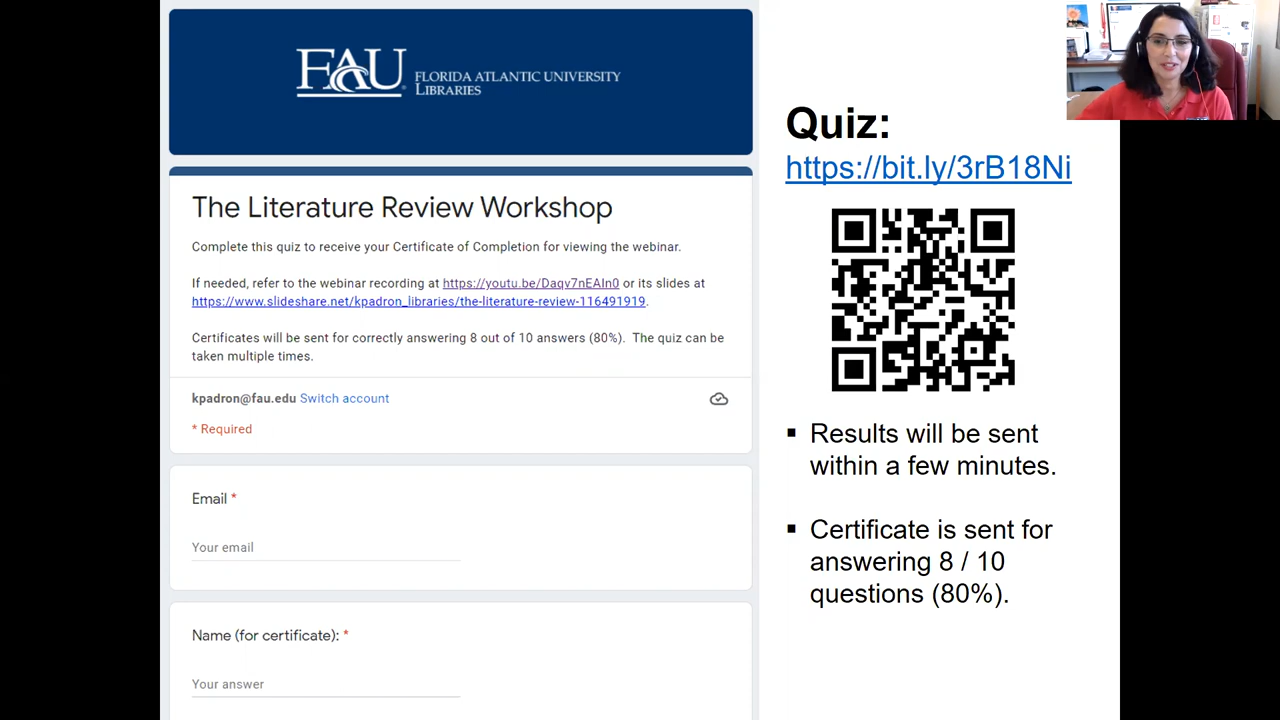 FAU
FLORIDA ATLANTIC UNIVERSITY
LIBRARIES
The Literature Review Workshop
Complete this quiz to receive your Certificate of Completion for viewing the webinar.
If needed, refer to the webinar recording at https://youtu.be/Daqv7nEAIn0 or its slides at
https://www.slideshare.net/kpadron_libraries/the-literature-review-116491919.
Certificates will be sent for correctly answering 8 out of 10 answers (80%). The quiz can be
taken multiple times.
kpadron@fau.edu Switch account
* Required
Email *
Your email
Name (for certificate): *
Your answer
Quiz:
https://bit.ly/3rB18Ni
▪ Results will be sent
within a few minutes.
▪ Certificate is sent for
answering 8 / 10
questions (80%).